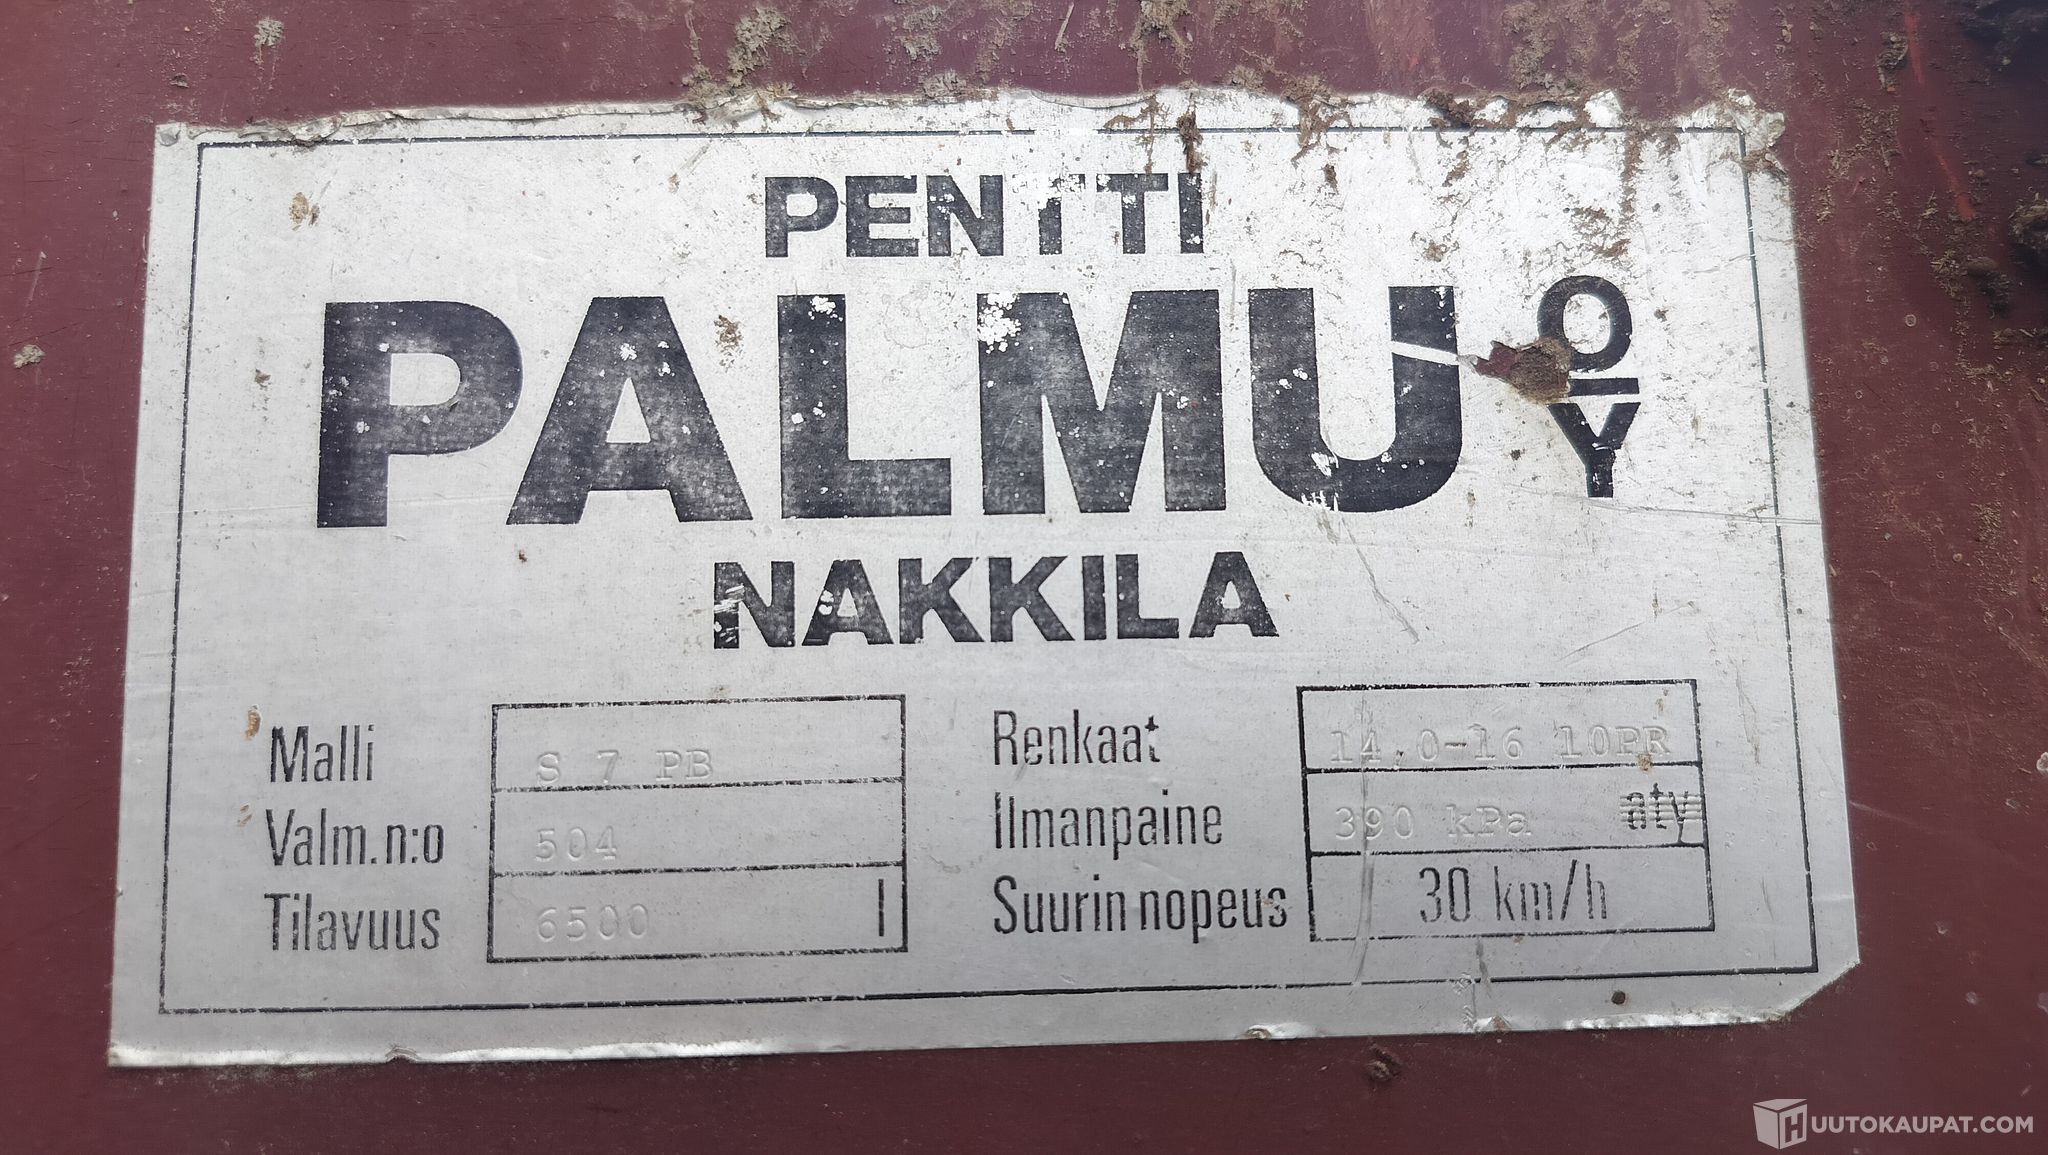 PENTTI
PALMU OY
NAKKILA
Malli S 7 PB
Valm.n:o 504
Tilavuus 6500 l
Renkaat 14,0-16 10PR
Ilmanpaine 390 kPa aty
Suurin nopeus 30 km/h
HUUTOKAUPAT.COM